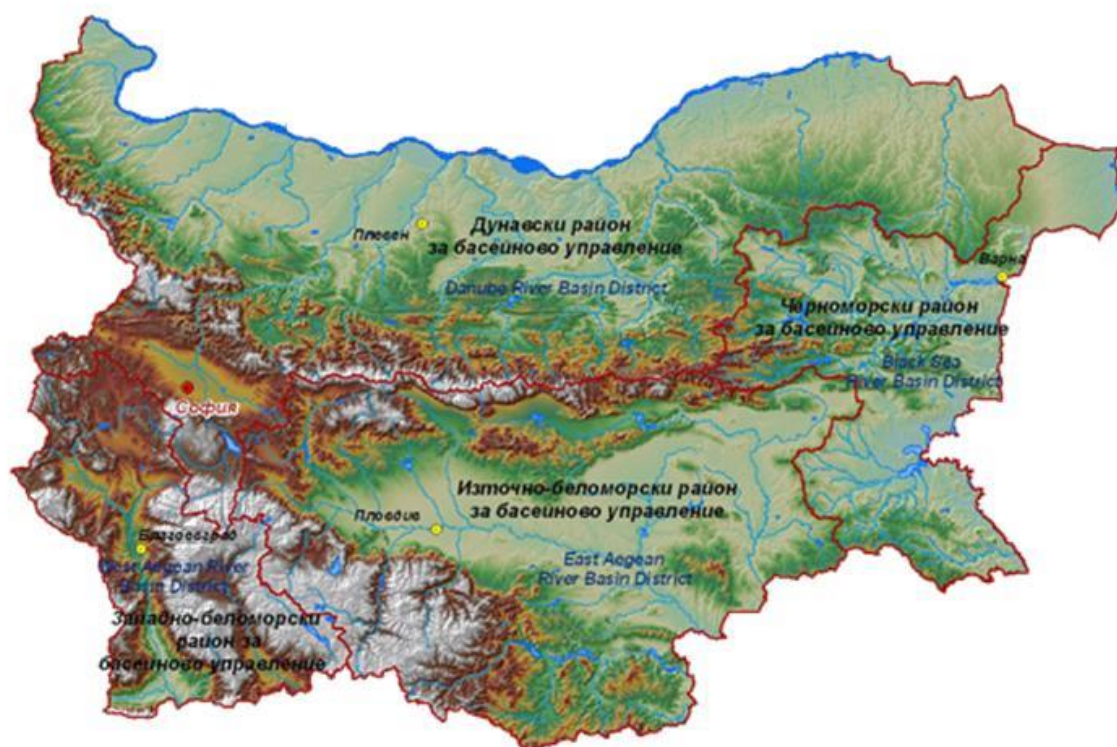 Плевен
Дунавски район
за басейново управление
Danube River Basin District
Варна
Черноморски район
за басейново управление
Black Sea
River Basin District
София
Източно-беломорски район
за басейново управление
Пловдив
East Aegean
River Basin District
Благоевград
West Aegean River
Basin District
Западно-беломорски
район за
басейново управление